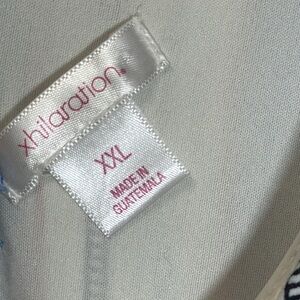 xhilaration.
XXL
MADE IN
GUATEMALA